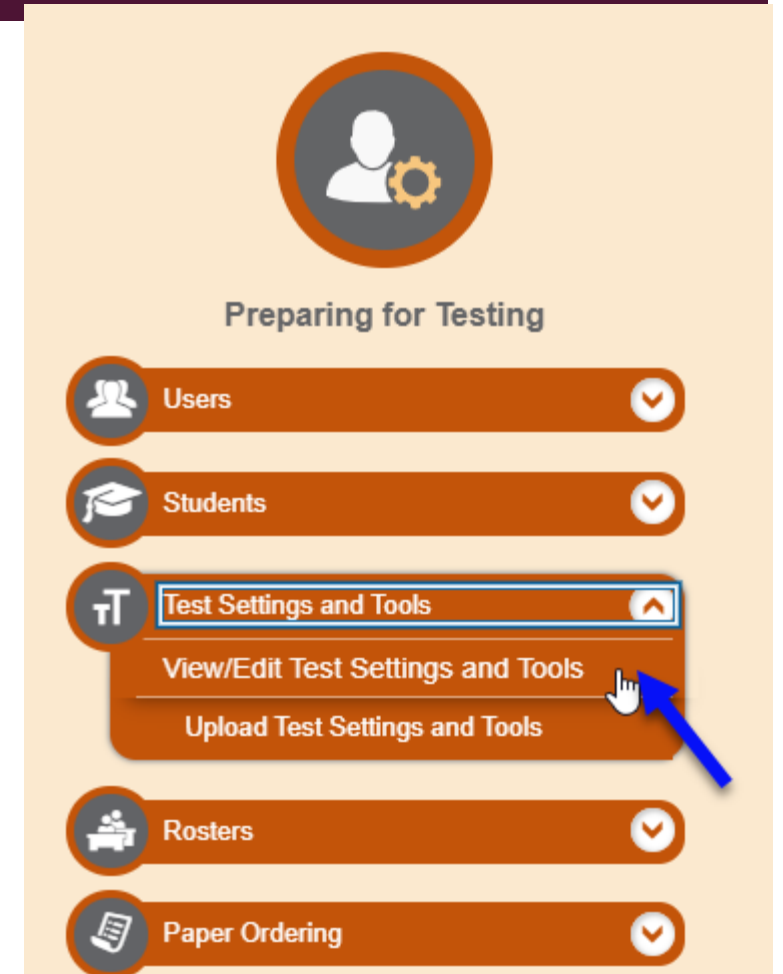 Preparing for Testing
Users
Students
Test Settings and Tools
View/Edit Test Settings and Tools
Upload Test Settings and Tools
Rosters
Paper Ordering